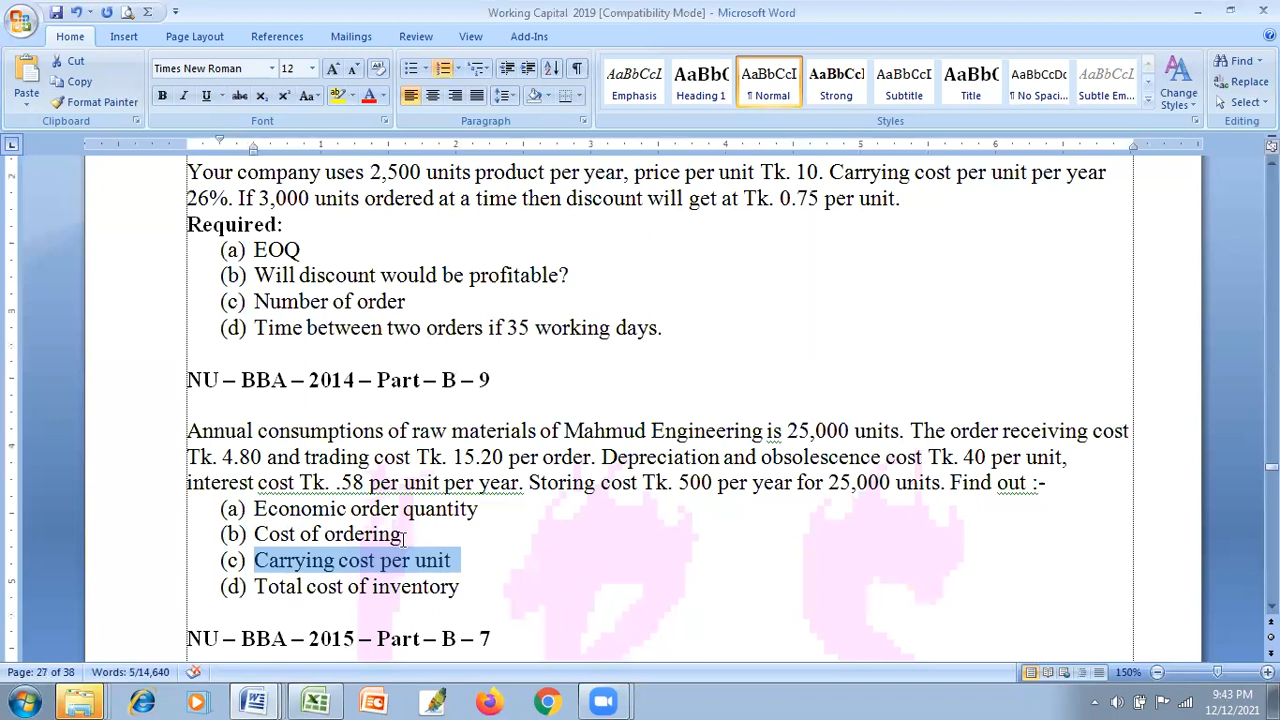 Working Capital 2019 [Compatibility Mode] - Microsoft Word
Home Insert Page Layout References Mailings Review View Add-Ins
Paste
Cut
Copy
Format Painter
Clipboard
Times New Roman 12
Font
Paragraph
AaBbCcI AaBbC AaBbCcI AaBbCcI AaBbCcI AaBbC AaBbCcDc AaBbCcI
Emphasis Heading 1 ¶ Normal Strong Subtitle Title ¶ No Spaci... Subtle Em...
Change Styles
Styles
Find
Replace
Select
Editing
1 2 3 4 5 6
Your company uses 2,500 units product per year, price per unit Tk. 10. Carrying cost per unit per year
26%. If 3,000 units ordered at a time then discount will get at Tk. 0.75 per unit.
Required:
(a) EOQ
(b) Will discount would be profitable?
(c) Number of order
(d) Time between two orders if 35 working days.
NU – BBA – 2014 – Part – B – 9
Annual consumptions of raw materials of Mahmud Engineering is 25,000 units. The order receiving cost
Tk. 4.80 and trading cost Tk. 15.20 per order. Depreciation and obsolescence cost Tk. 40 per unit,
interest cost Tk. .58 per unit per year. Storing cost Tk. 500 per year for 25,000 units. Find out :-
(a) Economic order quantity
(b) Cost of ordering
(c) Carrying cost per unit
(d) Total cost of inventory
NU – BBA – 2015 – Part – B – 7
Page: 27 of 38 Words: 5/14,640 150%
9:43 PM
12/12/2021